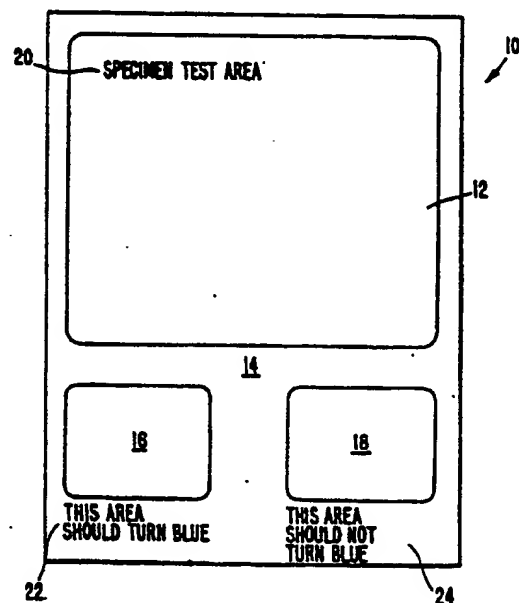 10
20 SPECIMEN TEST AREA
12
14
16 18
THIS AREA
SHOULD TURN BLUE
THIS AREA
SHOULD NOT
TURN BLUE
22 24